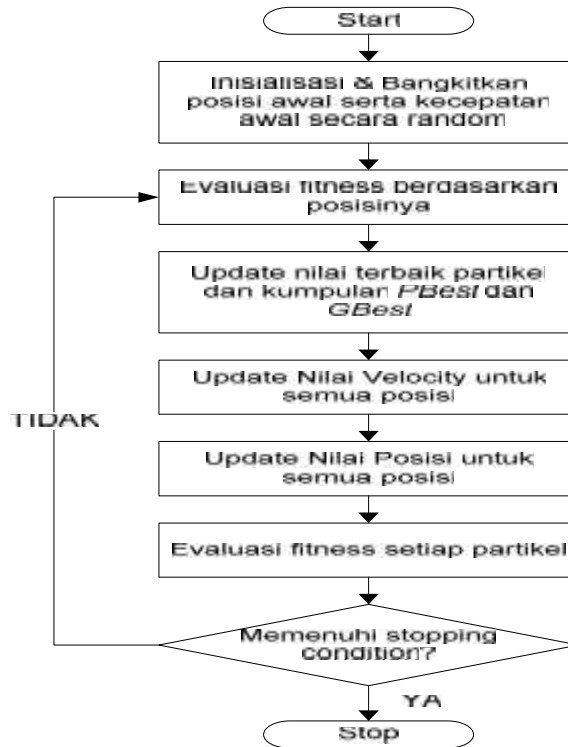 Start
Inisialisasi & Bangkitkan
posisi awal serta kecepatan
awal secara random
Evaluasi fitness berdasarkan
posisinya
Update nilai terbaik partikel
dan kumpulan PBest dan
GBest
Update Nilai Velocity untuk
semua posisi
TIDAK
Update Nilai Posisi untuk
semua posisi
Evaluasi fitness setiap partikel
Memenuhi stopping
condition?
YA
Stop